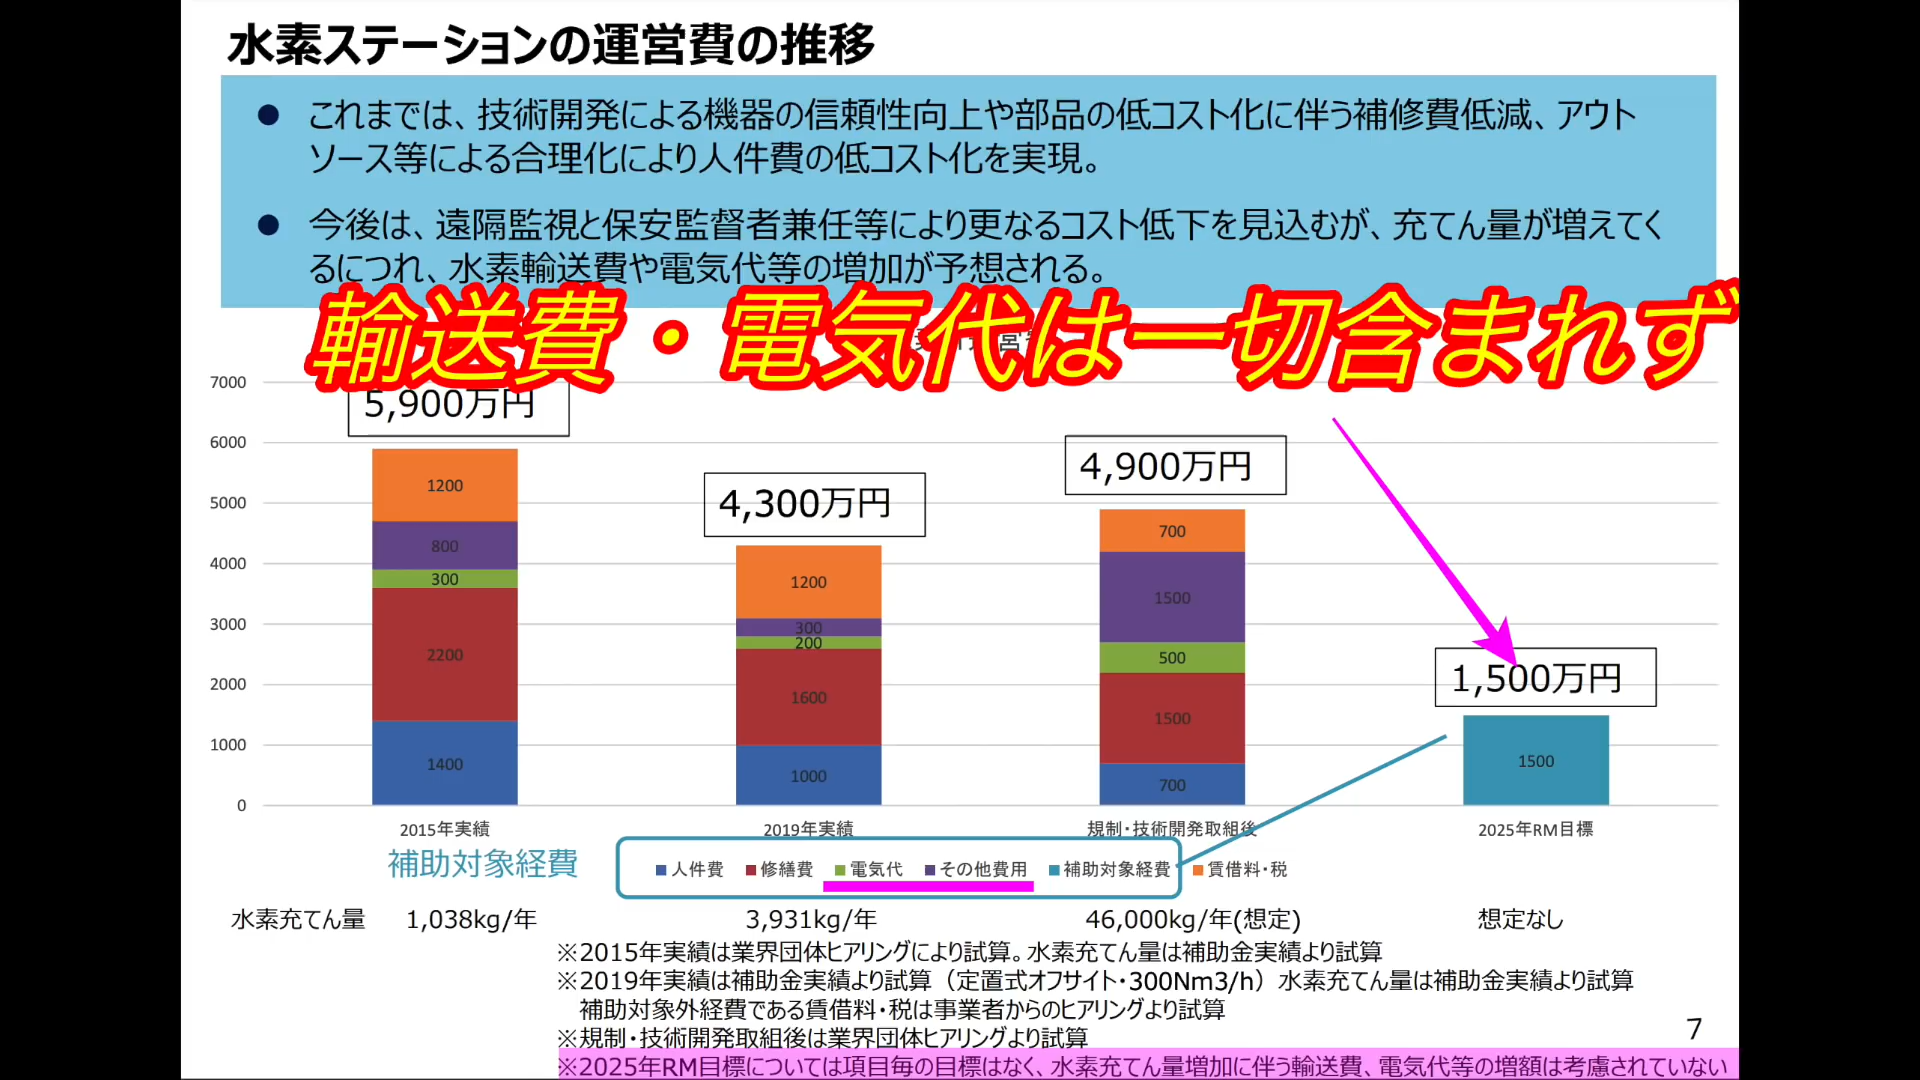 水素ステーションの運営費の推移
● これまでは、技術開発による機器の信頼性向上や部品の低コスト化に伴う補修費低減、アウト
ソース等による合理化により人件費の低コスト化を実現。
● 今後は、遠隔監視と保安監督者兼任等により更なるコスト低下を見込むが、充てん量が増えてく
るにつれ、水素輸送費や電気代等の増加が予想される。
輸送費・電気代は一切含まれず
7000
6000
5000
4000
3000
2000
1000
0
5,900万円
1200
800
300
2200
1400
4,300万円
1200
300
200
1600
1000
4,900万円
700
1500
500
1500
700
1,500万円
1500
2015年実績 2019年実績 規制・技術開発取組後 2025年RM目標
補助対象経費
人件費 修繕費 電気代 その他費用 補助対象経費 賃借料・税
水素充てん量 1,038kg/年 3,931kg/年 46,000kg/年(想定) 想定なし
※2015年実績は業界団体ヒアリングにより試算。水素充てん量は補助金実績より試算
※2019年実績は補助金実績より試算（定置式オフサイト・300Nm3/h）水素充てん量は補助金実績より試算
補助対象外経費である賃借料・税は事業者からのヒアリングより試算
※規制・技術開発取組後は業界団体ヒアリングより試算
※2025年RM目標については項目毎の目標はなく、水素充てん量増加に伴う輸送費、電気代等の増額は考慮されていない
7